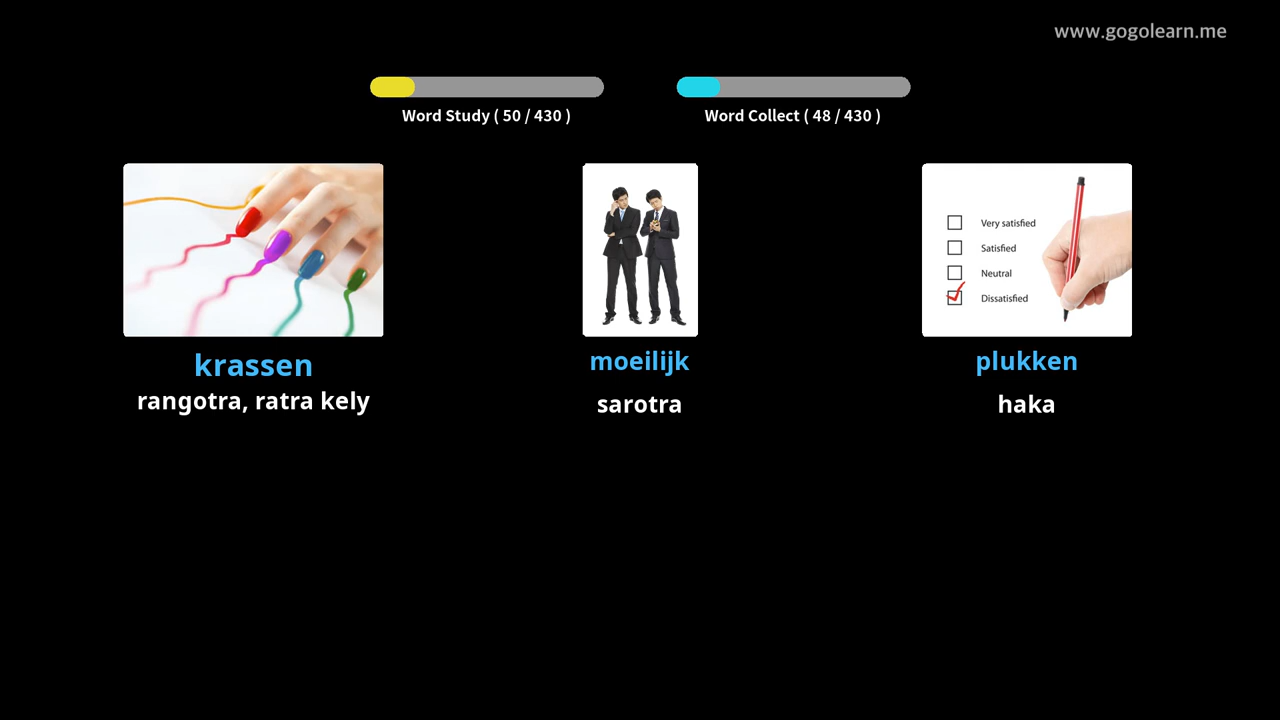 www.gogolearn.me
Word Study ( 50 / 430 )
Word Collect ( 48 / 430 )
Very satisfied
Satisfied
Neutral
Dissatisfied
krassen
rangotra, ratra kely
moeilijk
sarotra
plukken
haka